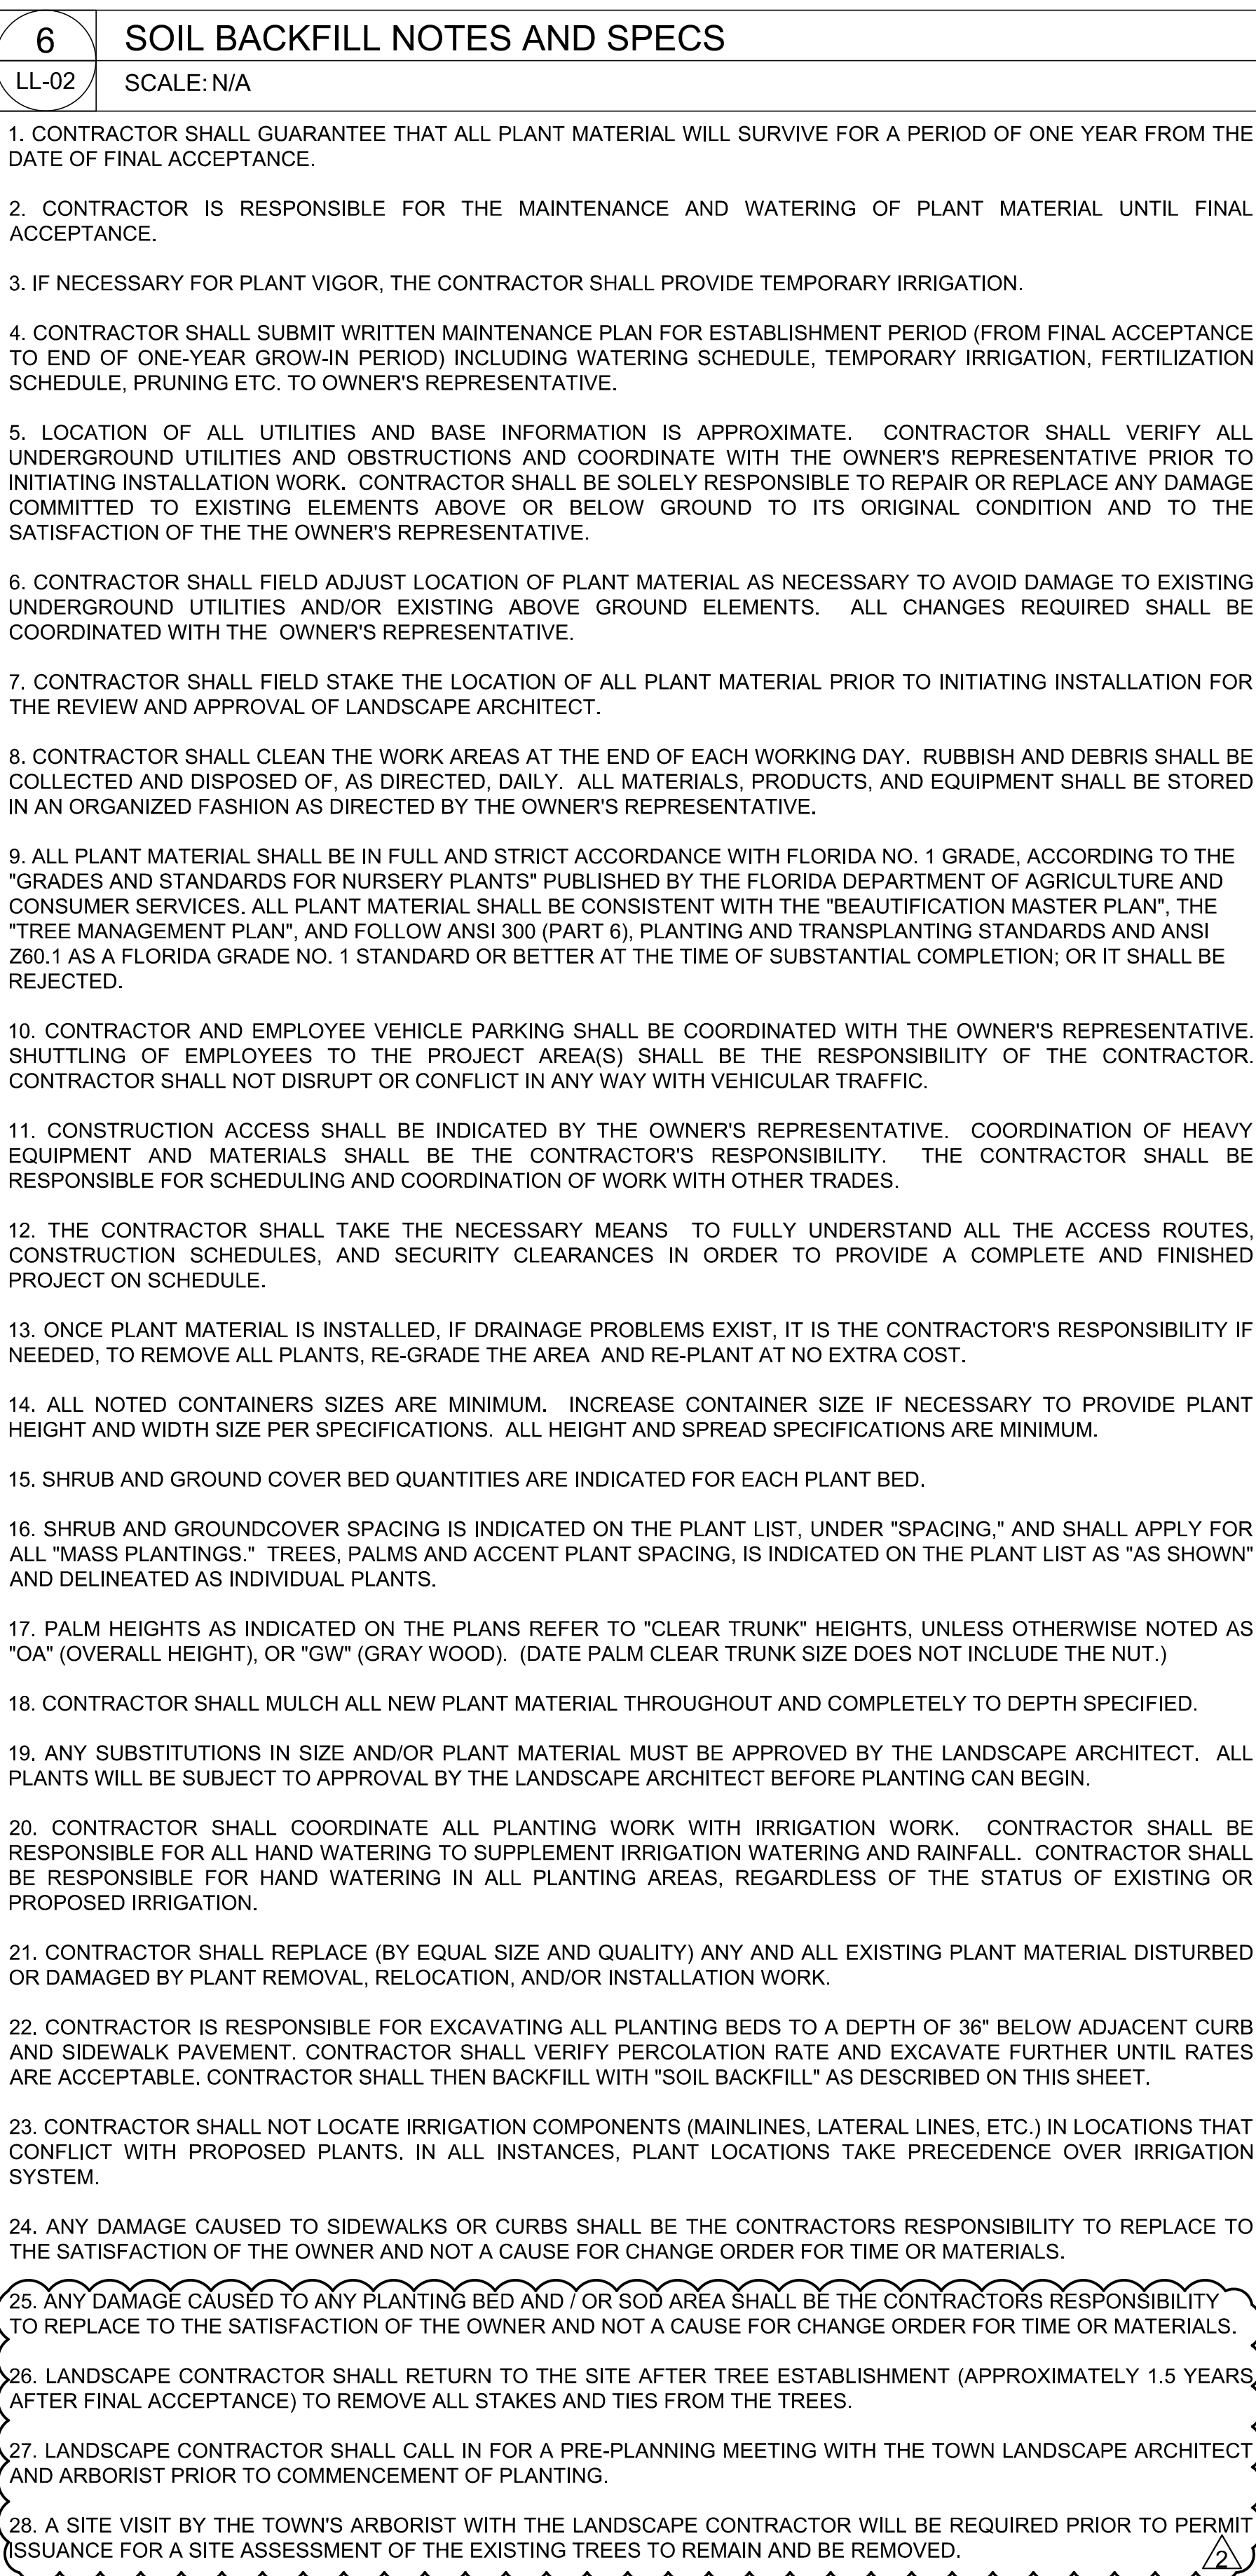 6
LL-02
SOIL BACKFILL NOTES AND SPECS
SCALE: N/A
1. CONTRACTOR SHALL GUARANTEE THAT ALL PLANT MATERIAL WILL SURVIVE FOR A PERIOD OF ONE YEAR FROM THE
DATE OF FINAL ACCEPTANCE.
2. CONTRACTOR IS RESPONSIBLE FOR THE MAINTENANCE AND WATERING OF PLANT MATERIAL UNTIL FINAL
ACCEPTANCE.
3. IF NECESSARY FOR PLANT VIGOR, THE CONTRACTOR SHALL PROVIDE TEMPORARY IRRIGATION.
4. CONTRACTOR SHALL SUBMIT WRITTEN MAINTENANCE PLAN FOR ESTABLISHMENT PERIOD (FROM FINAL ACCEPTANCE
TO END OF ONE-YEAR GROW-IN PERIOD) INCLUDING WATERING SCHEDULE, TEMPORARY IRRIGATION, FERTILIZATION
SCHEDULE, PRUNING ETC. TO OWNER'S REPRESENTATIVE.
5. LOCATION OF ALL UTILITIES AND BASE INFORMATION IS APPROXIMATE. CONTRACTOR SHALL VERIFY ALL
UNDERGROUND UTILITIES AND OBSTRUCTIONS AND COORDINATE WITH THE OWNER'S REPRESENTATIVE PRIOR TO
INITIATING INSTALLATION WORK. CONTRACTOR SHALL BE SOLELY RESPONSIBLE TO REPAIR OR REPLACE ANY DAMAGE
COMMITTED TO EXISTING ELEMENTS ABOVE OR BELOW GROUND TO ITS ORIGINAL CONDITION AND TO THE
SATISFACTION OF THE THE OWNER'S REPRESENTATIVE.
6. CONTRACTOR SHALL FIELD ADJUST LOCATION OF PLANT MATERIAL AS NECESSARY TO AVOID DAMAGE TO EXISTING
UNDERGROUND UTILITIES AND/OR EXISTING ABOVE GROUND ELEMENTS. ALL CHANGES REQUIRED SHALL BE
COORDINATED WITH THE OWNER'S REPRESENTATIVE.
7. CONTRACTOR SHALL FIELD STAKE THE LOCATION OF ALL PLANT MATERIAL PRIOR TO INITIATING INSTALLATION FOR
THE REVIEW AND APPROVAL OF LANDSCAPE ARCHITECT.
8. CONTRACTOR SHALL CLEAN THE WORK AREAS AT THE END OF EACH WORKING DAY. RUBBISH AND DEBRIS SHALL BE
COLLECTED AND DISPOSED OF, AS DIRECTED, DAILY. ALL MATERIALS, PRODUCTS, AND EQUIPMENT SHALL BE STORED
IN AN ORGANIZED FASHION AS DIRECTED BY THE OWNER'S REPRESENTATIVE.
9. ALL PLANT MATERIAL SHALL BE IN FULL AND STRICT ACCORDANCE WITH FLORIDA NO. 1 GRADE, ACCORDING TO THE
"GRADES AND STANDARDS FOR NURSERY PLANTS" PUBLISHED BY THE FLORIDA DEPARTMENT OF AGRICULTURE AND
CONSUMER SERVICES. ALL PLANT MATERIAL SHALL BE CONSISTENT WITH THE "BEAUTIFICATION MASTER PLAN", THE
"TREE MANAGEMENT PLAN", AND FOLLOW ANSI 300 (PART 6), PLANTING AND TRANSPLANTING STANDARDS AND ANSI
Z60.1 AS A FLORIDA GRADE NO. 1 STANDARD OR BETTER AT THE TIME OF SUBSTANTIAL COMPLETION; OR IT SHALL BE
REJECTED.
10. CONTRACTOR AND EMPLOYEE VEHICLE PARKING SHALL BE COORDINATED WITH THE OWNER'S REPRESENTATIVE.
SHUTTLING OF EMPLOYEES TO THE PROJECT AREA(S) SHALL BE THE RESPONSIBILITY OF THE CONTRACTOR.
CONTRACTOR SHALL NOT DISRUPT OR CONFLICT IN ANY WAY WITH VEHICULAR TRAFFIC.
11. CONSTRUCTION ACCESS SHALL BE INDICATED BY THE OWNER'S REPRESENTATIVE. COORDINATION OF HEAVY
EQUIPMENT AND MATERIALS SHALL BE THE CONTRACTOR'S RESPONSIBILITY. THE CONTRACTOR SHALL BE
RESPONSIBLE FOR SCHEDULING AND COORDINATION OF WORK WITH OTHER TRADES.
12. THE CONTRACTOR SHALL TAKE THE NECESSARY MEANS TO FULLY UNDERSTAND ALL THE ACCESS ROUTES,
CONSTRUCTION SCHEDULES, AND SECURITY CLEARANCES IN ORDER TO PROVIDE A COMPLETE AND FINISHED
PROJECT ON SCHEDULE.
13. ONCE PLANT MATERIAL IS INSTALLED, IF DRAINAGE PROBLEMS EXIST, IT IS THE CONTRACTOR'S RESPONSIBILITY IF
NEEDED, TO REMOVE ALL PLANTS, RE-GRADE THE AREA AND RE-PLANT AT NO EXTRA COST.
14. ALL NOTED CONTAINERS SIZES ARE MINIMUM. INCREASE CONTAINER SIZE IF NECESSARY TO PROVIDE PLANT
HEIGHT AND WIDTH SIZE PER SPECIFICATIONS. ALL HEIGHT AND SPREAD SPECIFICATIONS ARE MINIMUM.
15. SHRUB AND GROUND COVER BED QUANTITIES ARE INDICATED FOR EACH PLANT BED.
16. SHRUB AND GROUNDCOVER SPACING IS INDICATED ON THE PLANT LIST, UNDER "SPACING," AND SHALL APPLY FOR
ALL "MASS PLANTINGS." TREES, PALMS AND ACCENT PLANT SPACING, IS INDICATED ON THE PLANT LIST AS "AS SHOWN"
AND DELINEATED AS INDIVIDUAL PLANTS.
17. PALM HEIGHTS AS INDICATED ON THE PLANS REFER TO "CLEAR TRUNK" HEIGHTS, UNLESS OTHERWISE NOTED AS
"OA" (OVERALL HEIGHT), OR "GW" (GRAY WOOD). (DATE PALM CLEAR TRUNK SIZE DOES NOT INCLUDE THE NUT.)
18. CONTRACTOR SHALL MULCH ALL NEW PLANT MATERIAL THROUGHOUT AND COMPLETELY TO DEPTH SPECIFIED.
19. ANY SUBSTITUTIONS IN SIZE AND/OR PLANT MATERIAL MUST BE APPROVED BY THE LANDSCAPE ARCHITECT. ALL
PLANTS WILL BE SUBJECT TO APPROVAL BY THE LANDSCAPE ARCHITECT BEFORE PLANTING CAN BEGIN.
20. CONTRACTOR SHALL COORDINATE ALL PLANTING WORK WITH IRRIGATION WORK. CONTRACTOR SHALL BE
RESPONSIBLE FOR ALL HAND WATERING TO SUPPLEMENT IRRIGATION WATERING AND RAINFALL. CONTRACTOR SHALL
BE RESPONSIBLE FOR HAND WATERING IN ALL PLANTING AREAS, REGARDLESS OF THE STATUS OF EXISTING OR
PROPOSED IRRIGATION.
21. CONTRACTOR SHALL REPLACE (BY EQUAL SIZE AND QUALITY) ANY AND ALL EXISTING PLANT MATERIAL DISTURBED
OR DAMAGED BY PLANT REMOVAL, RELOCATION, AND/OR INSTALLATION WORK.
22. CONTRACTOR IS RESPONSIBLE FOR EXCAVATING ALL PLANTING BEDS TO A DEPTH OF 36" BELOW ADJACENT CURB
AND SIDEWALK PAVEMENT. CONTRACTOR SHALL VERIFY PERCOLATION RATE AND EXCAVATE FURTHER UNTIL RATES
ARE ACCEPTABLE. CONTRACTOR SHALL THEN BACKFILL WITH "SOIL BACKFILL" AS DESCRIBED ON THIS SHEET.
23. CONTRACTOR SHALL NOT LOCATE IRRIGATION COMPONENTS (MAINLINES, LATERAL LINES, ETC.) IN LOCATIONS THAT
CONFLICT WITH PROPOSED PLANTS. IN ALL INSTANCES, PLANT LOCATIONS TAKE PRECEDENCE OVER IRRIGATION
SYSTEM.
24. ANY DAMAGE CAUSED TO SIDEWALKS OR CURBS SHALL BE THE CONTRACTORS RESPONSIBILITY TO REPLACE TO
THE SATISFACTION OF THE OWNER AND NOT A CAUSE FOR CHANGE ORDER FOR TIME OR MATERIALS.
25. ANY DAMAGE CAUSED TO ANY PLANTING BED AND / OR SOD AREA SHALL BE THE CONTRACTORS RESPONSIBILITY
TO REPLACE TO THE SATISFACTION OF THE OWNER AND NOT A CAUSE FOR CHANGE ORDER FOR TIME OR MATERIALS.
26. LANDSCAPE CONTRACTOR SHALL RETURN TO THE SITE AFTER TREE ESTABLISHMENT (APPROXIMATELY 1.5 YEARS
AFTER FINAL ACCEPTANCE) TO REMOVE ALL STAKES AND TIES FROM THE TREES.
27. LANDSCAPE CONTRACTOR SHALL CALL IN FOR A PRE-PLANNING MEETING WITH THE TOWN LANDSCAPE ARCHITECT
AND ARBORIST PRIOR TO COMMENCEMENT OF PLANTING.
28. A SITE VISIT BY THE TOWN'S ARBORIST WITH THE LANDSCAPE CONTRACTOR WILL BE REQUIRED PRIOR TO PERMIT
ISSUANCE FOR A SITE ASSESSMENT OF THE EXISTING TREES TO REMAIN AND BE REMOVED.
2